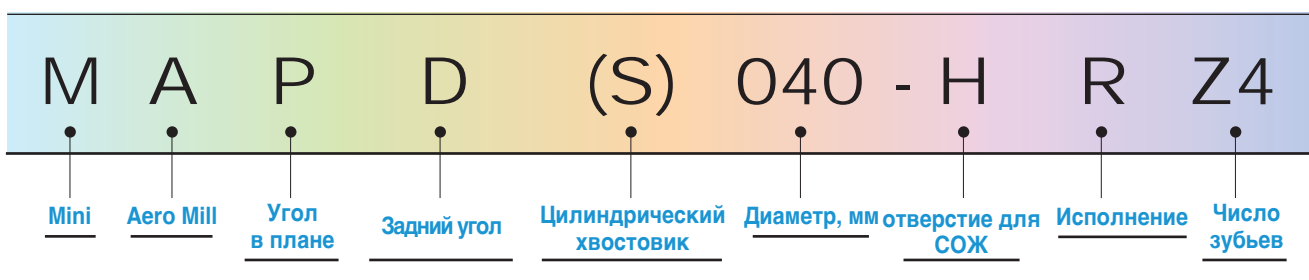 M A P D (S) 040 - H R Z4
Mini
Aero Mill
Угол
в плане
Задний угол
Цилиндрический
хвостовик
Диаметр, мм
отверстие для
СОЖ
Исполнение
Число
зубьев